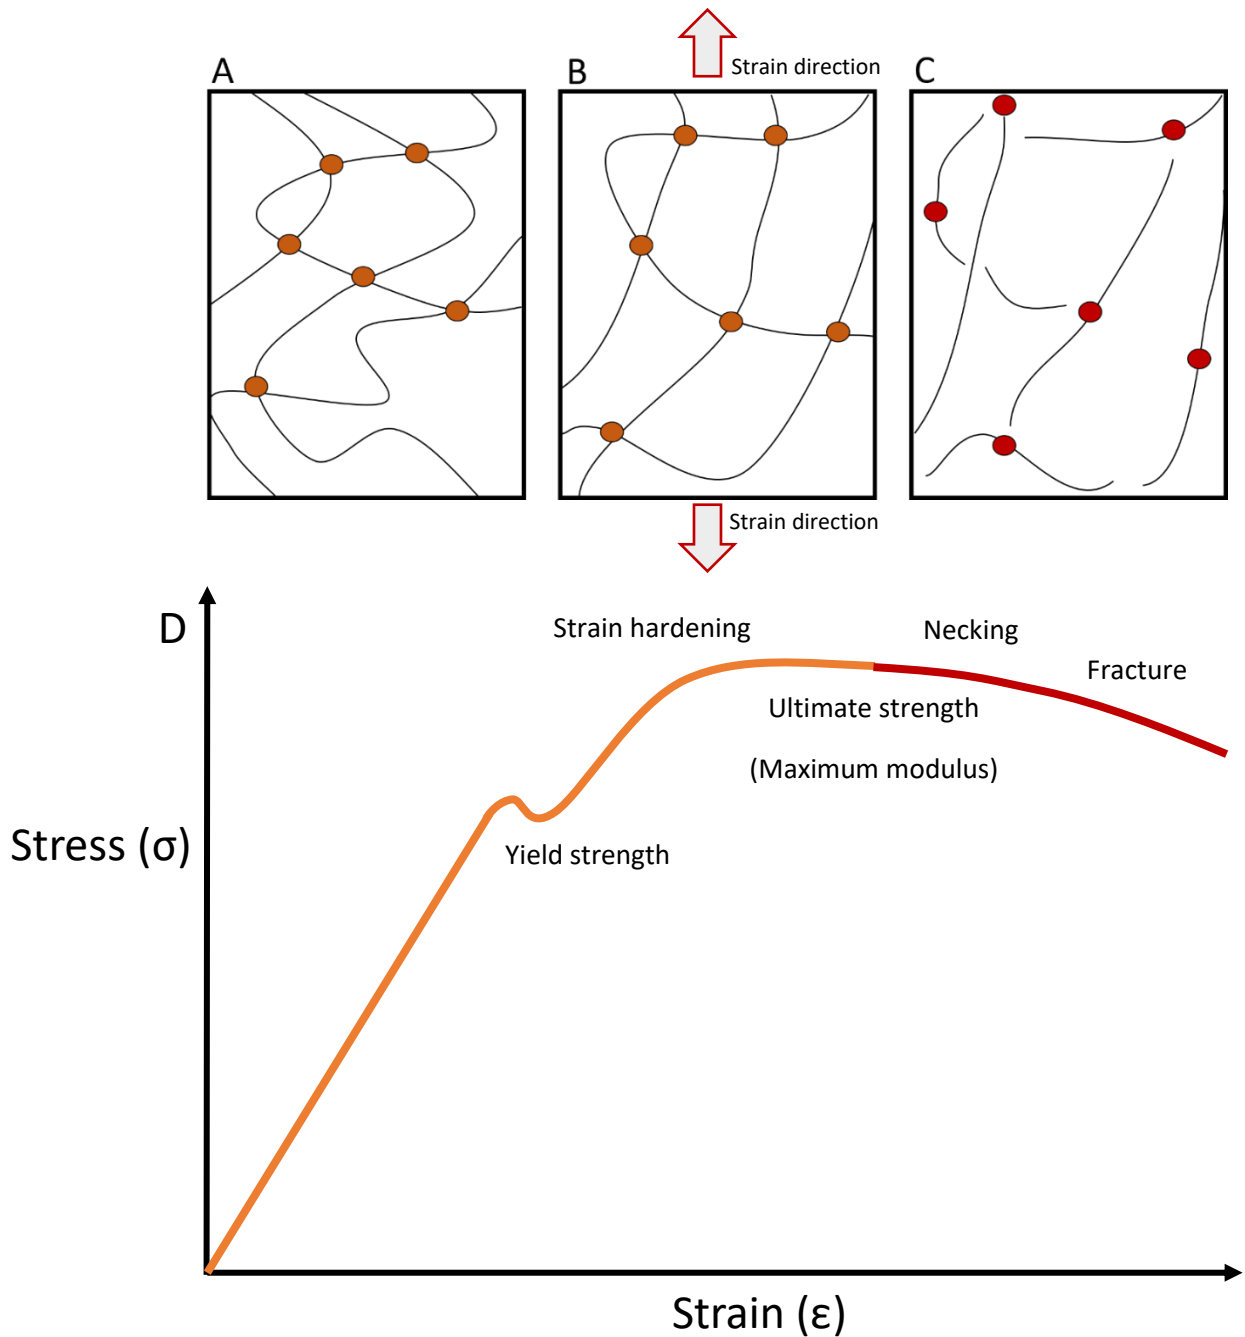 A
B
Strain direction
C
Strain direction
D
Strain hardening
Necking
Fracture
Ultimate strength
(Maximum modulus)
Yield strength
Stress (σ)
Strain (ε)